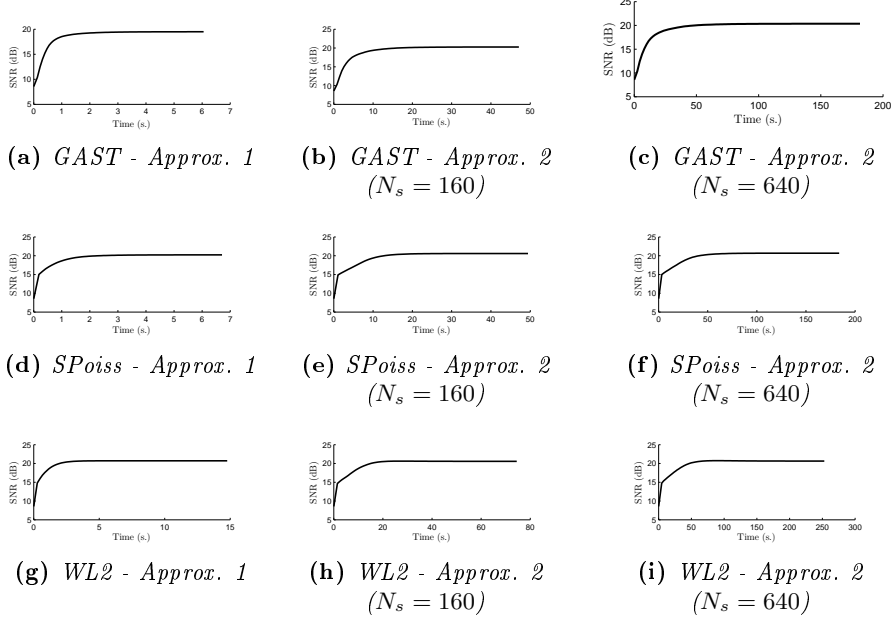 20
15
10
5
SNR (dB)
0 1 2 3 4 5 6 7
Time (s.)
(a) GAST - Approx. 1
25
20
15
10
5
SNR (dB)
0 10 20 30 40 50
Time (s.)
(b) GAST - Approx. 2
(N_s = 160)
25
20
15
10
5
SNR (dB)
0 50 100 150 200
Time (s.)
(c) GAST - Approx. 2
(N_s = 640)
25
20
15
10
5
SNR (dB)
0 1 2 3 4 5 6 7
Time (s.)
(d) SPoiss - Approx. 1
25
20
15
10
5
SNR (dB)
0 10 20 30 40 50
Time (s.)
(e) SPoiss - Approx. 2
(N_s = 160)
25
20
15
10
5
SNR (dB)
0 50 100 150 200
Time (s.)
(f) SPoiss - Approx. 2
(N_s = 640)
25
20
15
10
5
SNR (dB)
0 5 10 15
Time (s.)
(g) WL2 - Approx. 1
25
20
15
10
5
SNR (dB)
0 20 40 60 80
Time (s.)
(h) WL2 - Approx. 2
(N_s = 160)
25
20
15
10
5
SNR (dB)
0 50 100 150 200 250 300
Time (s.)
(i) WL2 - Approx. 2
(N_s = 640)